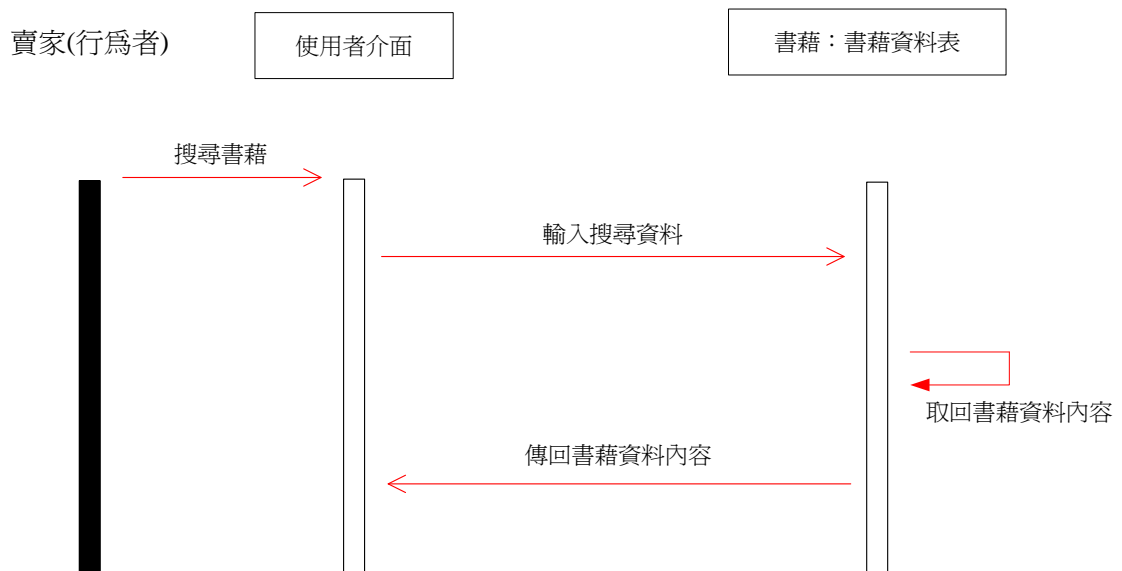 賣家(行為者)
使用者介面
書藉：書藉資料表
搜尋書藉
輸入搜尋資料
取回書藉資料內容
傳回書藉資料內容